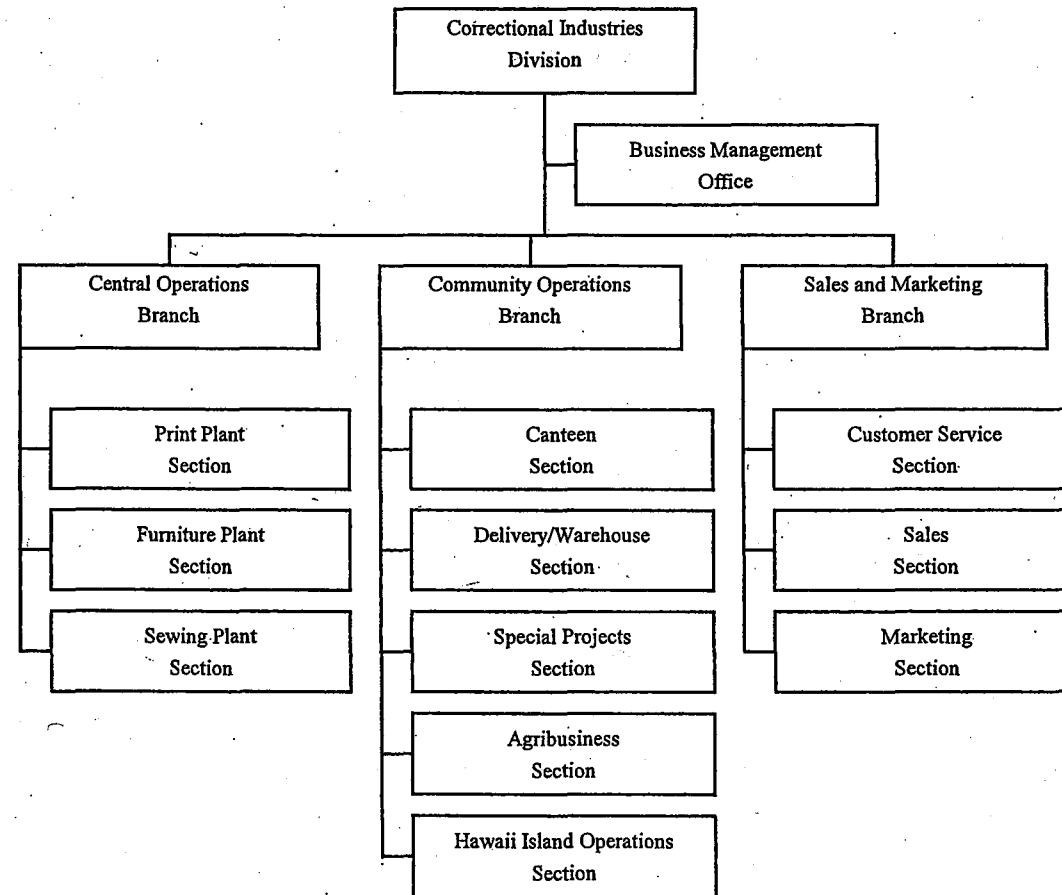 Correctional Industries
Division
Business Management
Office
Central Operations
Branch
Community Operations
Branch
Sales and Marketing
Branch
Print Plant
Section
Furniture Plant
Section
Sewing Plant
Section
Canteen
Section
Delivery/Warehouse
Section
Special Projects
Section
Agribusiness
Section
Hawaii Island Operations
Section
Customer Service
Section
Sales
Section
Marketing
Section